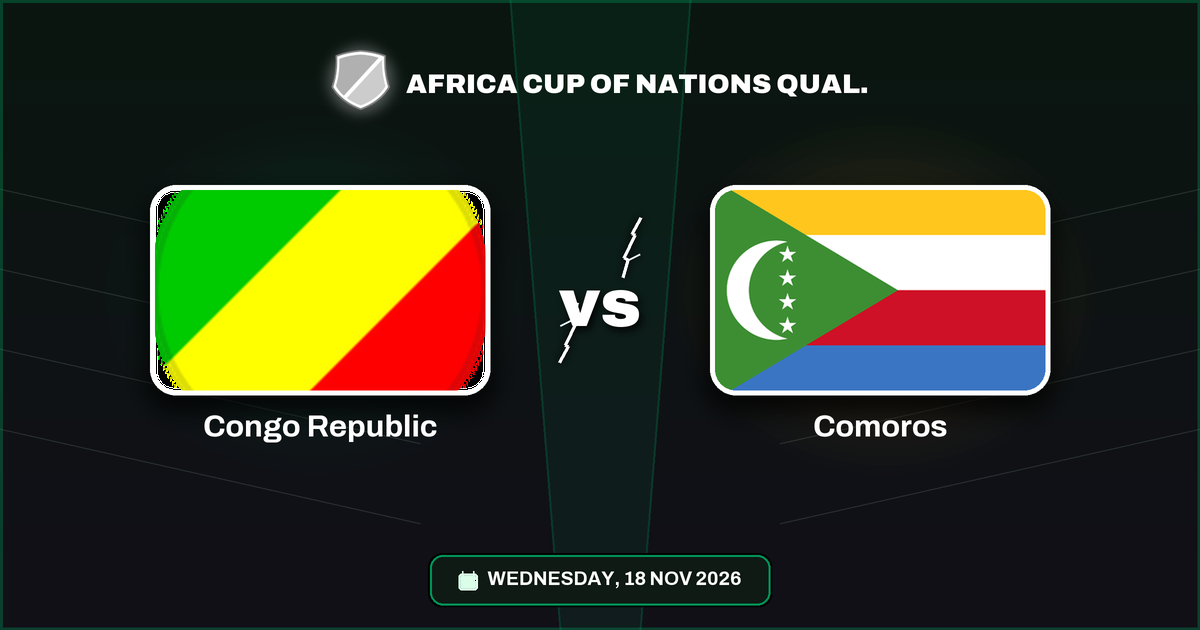 AFRICA CUP OF NATIONS QUAL.
VS
Congo Republic
Comoros
WEDNESDAY, 18 NOV 2026